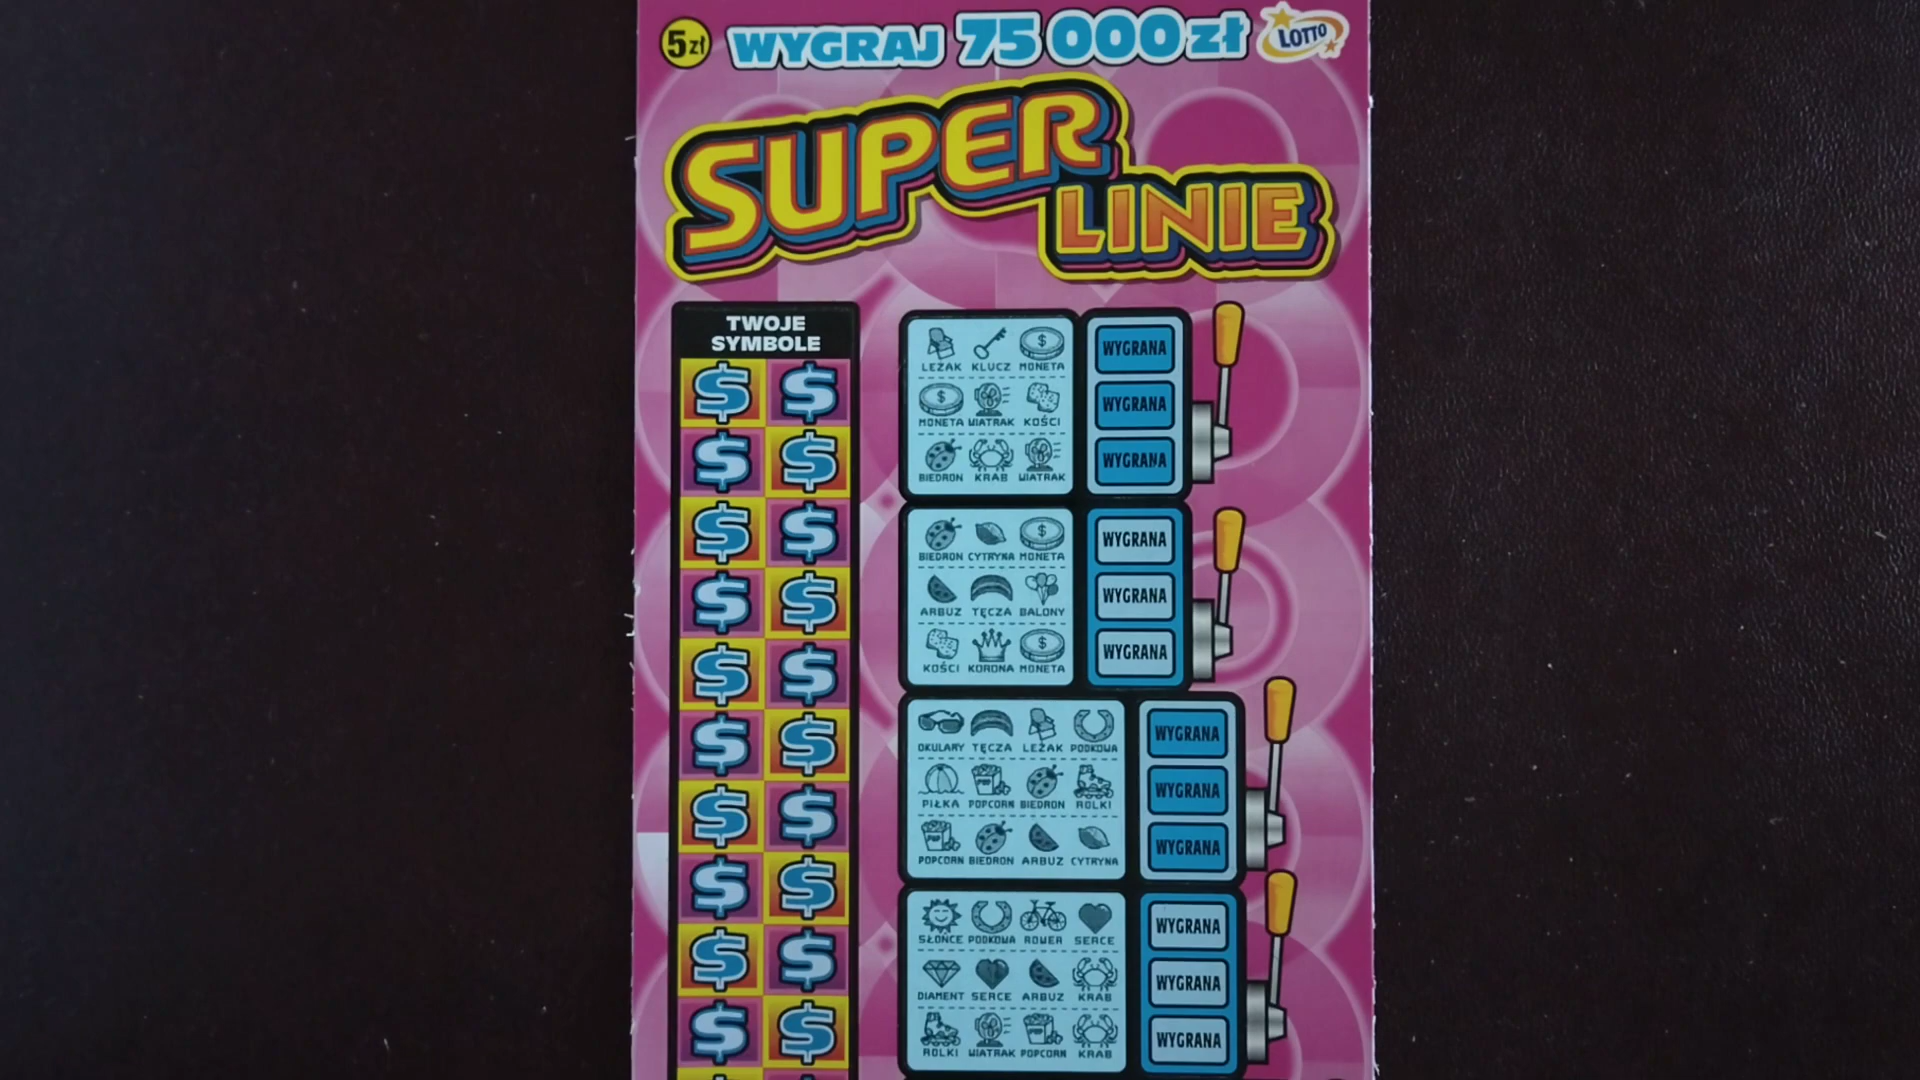 5zł WYGRAJ 75 000 zł LOTTO
SUPER
LINIE
TWOJE
SYMBOLE
LEŻAK KLUCZ MONETA
WYGRANA
MONETA WIATRAK KOŚCI
WYGRANA
BIEDRON KRAB WIATRAK
WYGRANA
BIEDRON CYTRYNA MONETA
WYGRANA
ARBUZ TĘCZA BALONY
WYGRANA
KOŚCI KORONA MONETA
WYGRANA
OKULARY TĘCZA LEŻAK PODKOWA
WYGRANA
PIŁKA POPCORN BIEDRON ROLKI
WYGRANA
POPCORN BIEDRON ARBUZ CYTRYNA
WYGRANA
SŁOŃCE PODKOWA ROWER SERCE
WYGRANA
DIAMENT SERCE ARBUZ KRAB
WYGRANA
ROLKI WIATRAK POPCORN KRAB
WYGRANA